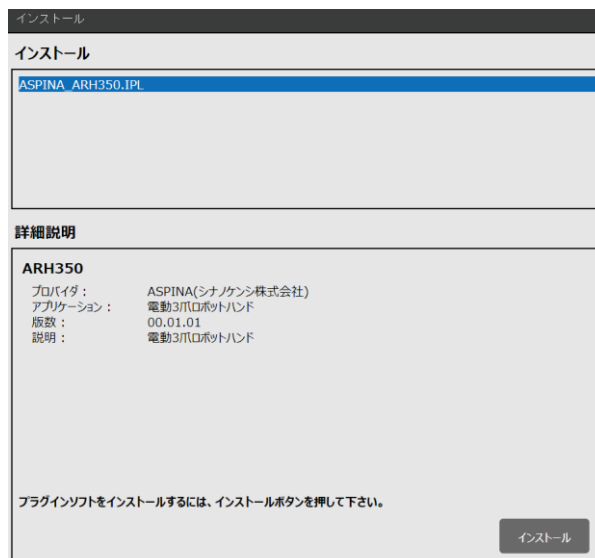 インストール
インストール
ASPINA_ARH350.IPL
詳細説明
ARH350
プロバイダ： ASPINA(シナノケンシ株式会社)
アプリケーション： 電動3爪ロボットハンド
版数： 00.01.01
説明： 電動3爪ロボットハンド
プラグインソフトをインストールするには、インストールボタンを押して下さい。
インストール